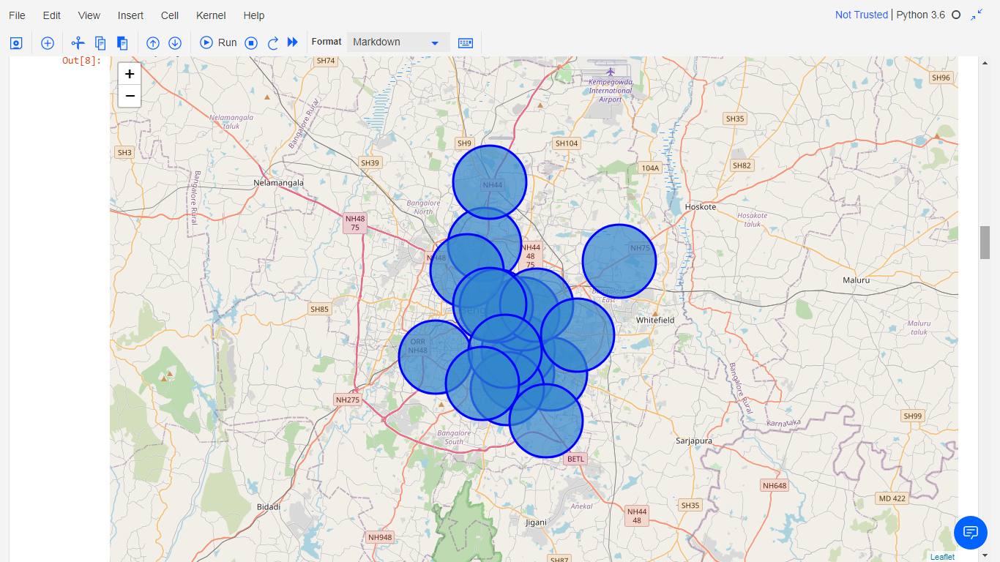 File Edit View Insert Cell Kernel Help
Not Trusted Python 3.6
Run
Format
Markdown
Out[8]:
+
−
SH74
Kempegowda
International
Airport
SH96
Nelamangala
taluk
Bangalore Rural
SH35
SH3
SH9
SH104
SH39
104A
SH82
Nelamangala
NH44
Bangalore Rural
Bangalore
North
Hoskote
Hosakote
taluk
NH48
75
NH48
NH44
48
75
NH75
Maluru
Bangalore
East
SH85
Beng
Whitefield
Maluru
taluk
ORR
NH48
Bangalore Rural
NH275
Karnataka
SH99
Bangalore
South
Sarjapura
BETL
NH648
MD 422
Bidadi
Anekal
SH35
NH44
48
Jigani
NH948
SH87
Leaflet